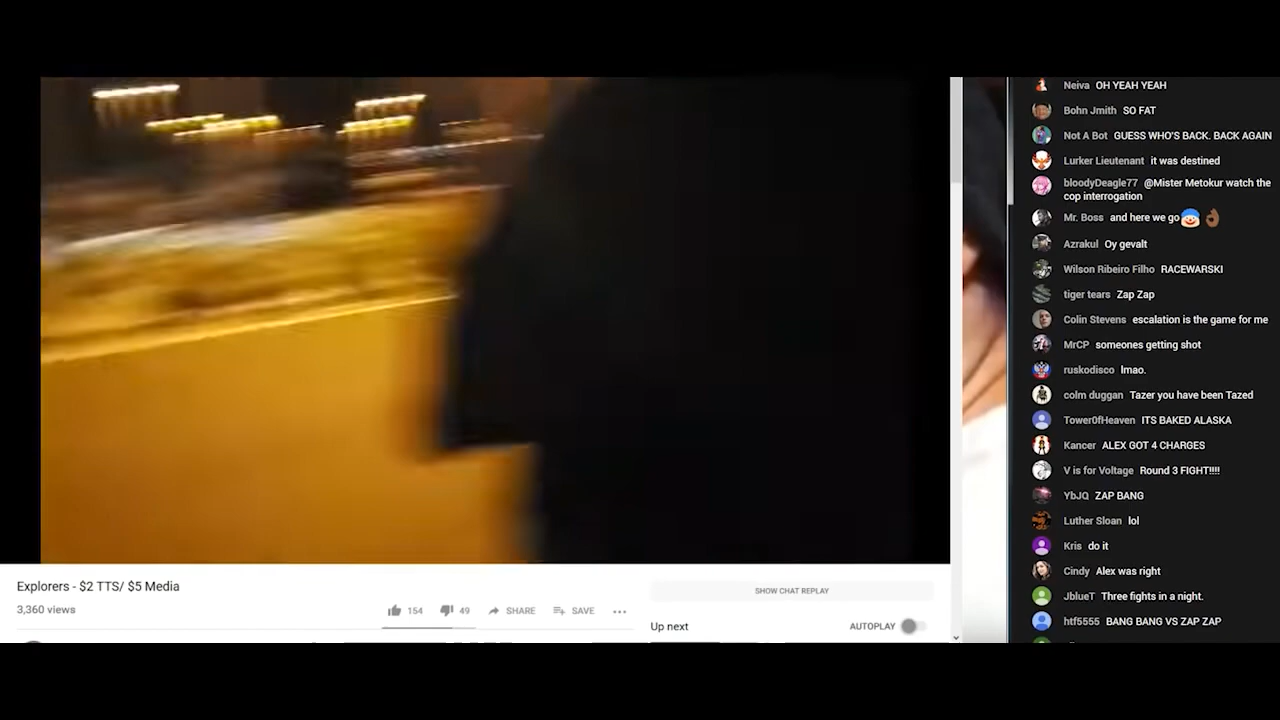 Neiva OH YEAH YEAH
Bohn Jmith SO FAT
Not A Bot GUESS WHO'S BACK. BACK AGAIN
Lurker Lieutenant it was destined
bloodyDeagle77 @Mister Metokur watch the
cop interrogation
Mr. Boss and here we go🤡👌🏾
Azrakul Oy gevalt
Wilson Ribeiro Filho RACEWARSKI
tiger tears Zap Zap
Colin Stevens escalation is the game for me
MrCP someones getting shot
ruskodisco lmao.
colm duggan Tazer you have been Tazed
Tower0fHeaven ITS BAKED ALASKA
Kancer ALEX GOT 4 CHARGES
V is for Voltage Round 3 FIGHT!!!!
YbJQ ZAP BANG
Luther Sloan lol
Kris do it
Cindy Alex was right
JblueT Three fights in a night.
htf5555 BANG BANG VS ZAP ZAP
Explorers - $2 TTS/ $5 Media
3,360 views
154 49 SHARE SAVE
SHOW CHAT REPLAY
Up next AUTOPLAY